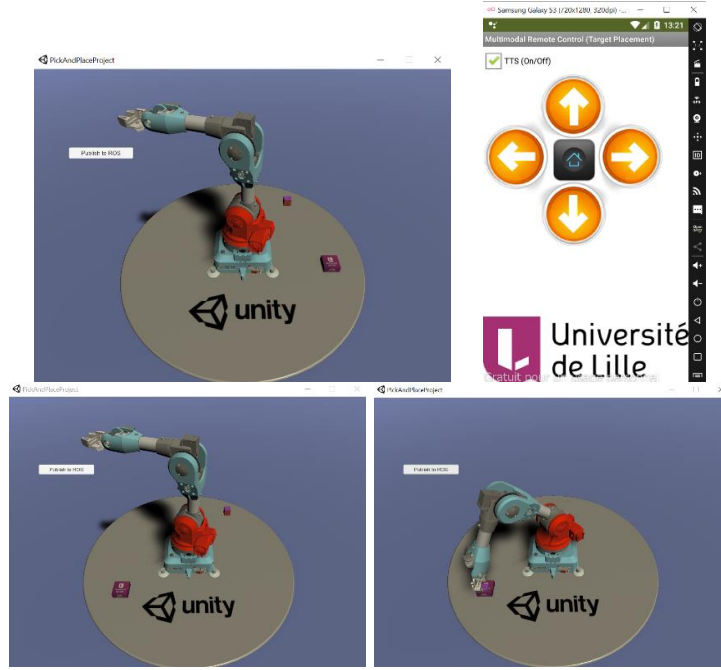 PickAndPlaceProject
Publish to ROS
unity
Samsung Galaxy S3 (720x1280, 320dpi) -...
13:21
Multimodal Remote Control (Target Placement)
TTS (On/Off)
Université
de Lille
PickAndPlaceProject
Publish to ROS
unity
PickAndPlaceProject
Publish to ROS
unity